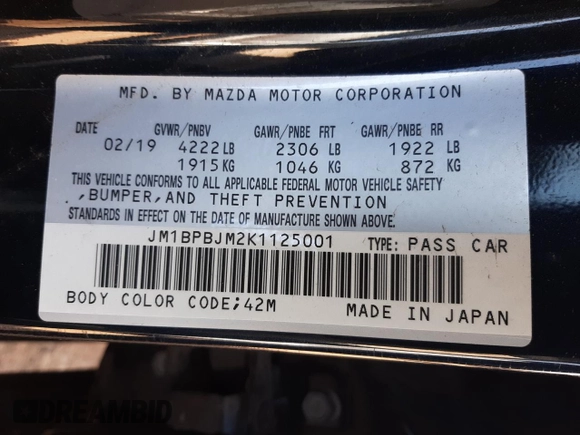 MFD. BY MAZDA MOTOR CORPORATION
DATE GVWR/PNBV GAWR/PNBE FRT GAWR/PNBE RR
02/19 4222LB 2306 LB 1922 LB
1915KG 1046 KG 872 KG
THIS VEHICLE CONFORMS TO ALL APPLICABLE FEDERAL MOTOR VEHICLE SAFETY
,BUMPER,AND THEFT PREVENTION
STANDARDS IN EFFECT ON DATE OF MANUFACTURE SHOWN ABOVE.
JM1BPBJM2K1125001 TYPE: PASS CAR
BODY COLOR CODE;42M MADE IN JAPAN
DREAMBID